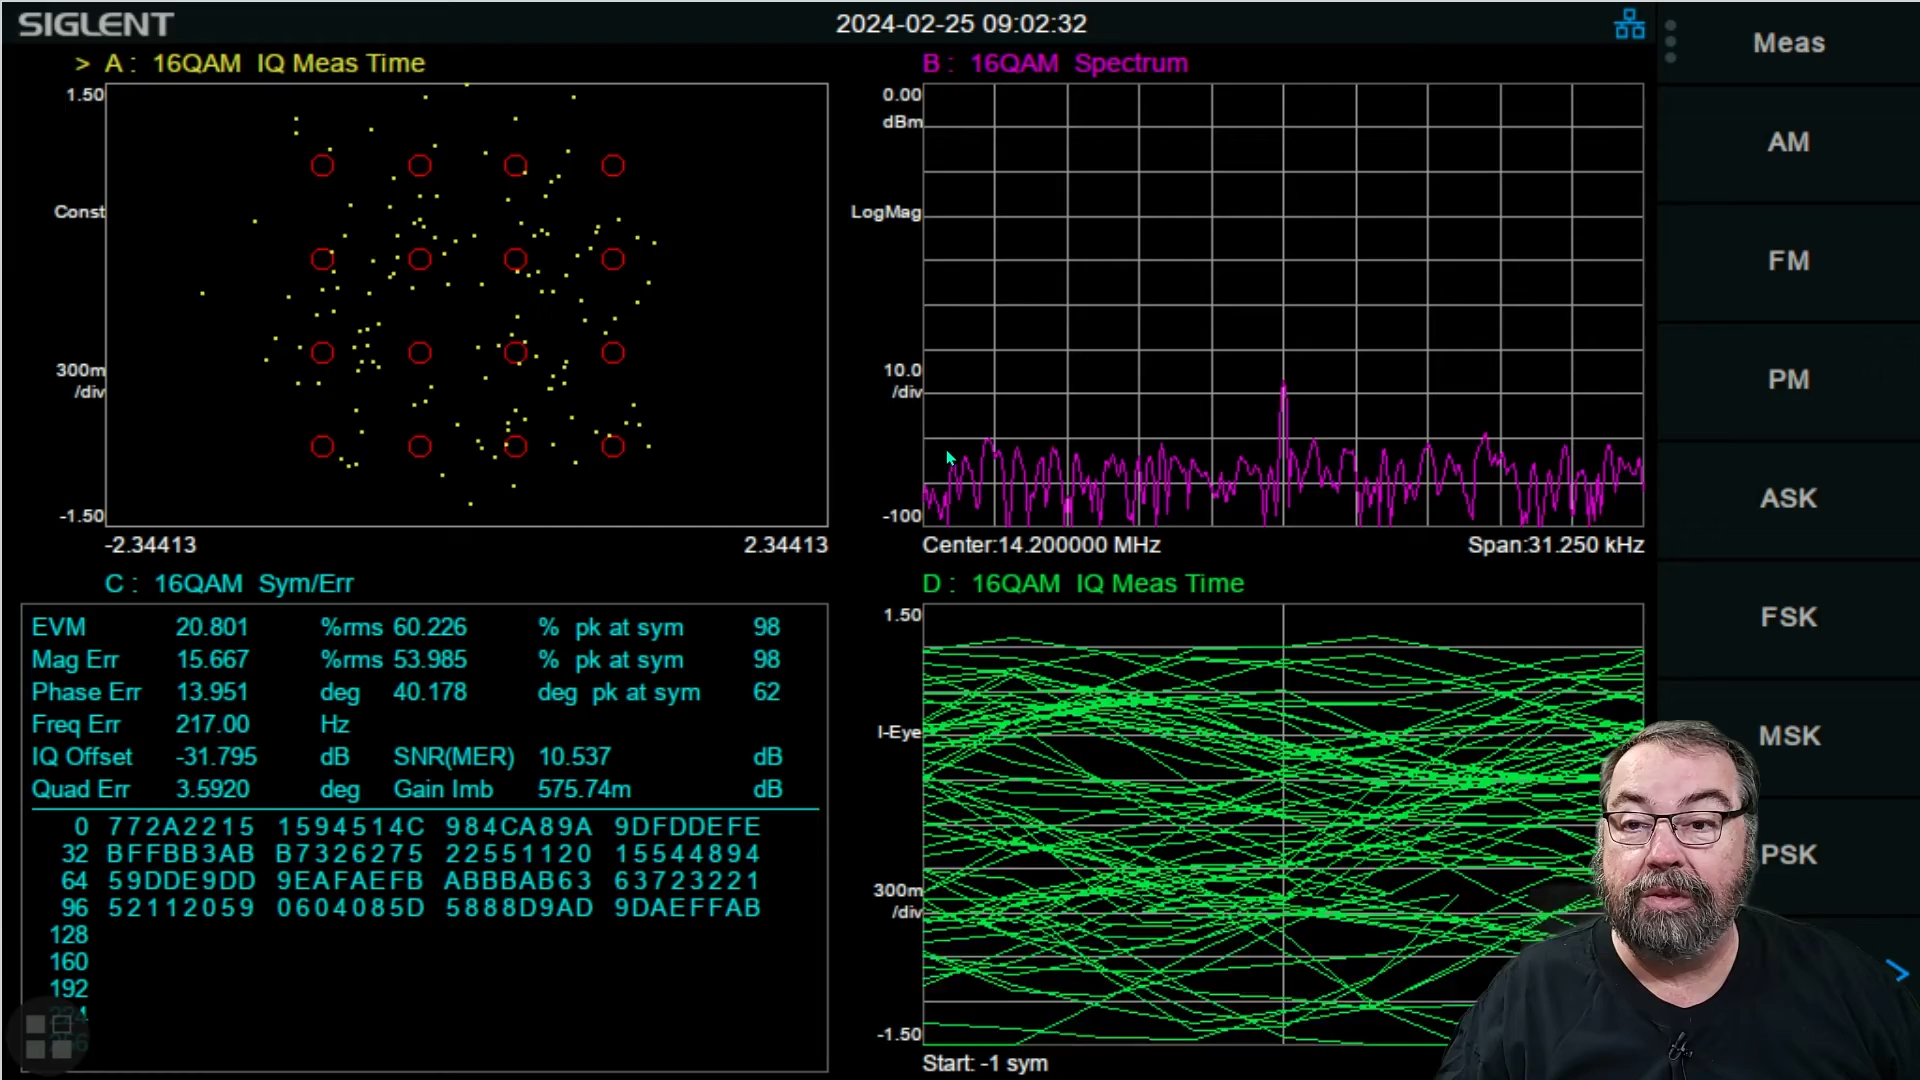 SIGLENT
2024-02-25 09:02:32
Meas
> A : 16QAM IQ Meas Time
1.50
Const
300m
/div
-1.50
-2.34413
2.34413
B : 16QAM Spectrum
0.00
dBm
LogMag
10.0
/div
-100
Center:14.200000 MHz
Span:31.250 kHz
C : 16QAM Sym/Err
EVM 20.801 %rms 60.226 % pk at sym 98
Mag Err 15.667 %rms 53.985 % pk at sym 98
Phase Err 13.951 deg 40.178 deg pk at sym 62
Freq Err 217.00 Hz
IQ Offset -31.795 dB SNR(MER) 10.537 dB
Quad Err 3.5920 deg Gain Imb 575.74m dB
0 772A2215 1594514C 984CA89A 9DFDDEFE
32 BFFBB3AB B7326275 22551120 15544894
64 59DDE9DD 9EAFAEFB ABBBAB63 63723221
96 52112059 0604085D 5888D9AD 9DAEFFAB
128
160
192
D : 16QAM IQ Meas Time
1.50
I-Eye
300m
/div
-1.50
Start: -1 sym
AM
FM
PM
ASK
FSK
MSK
PSK